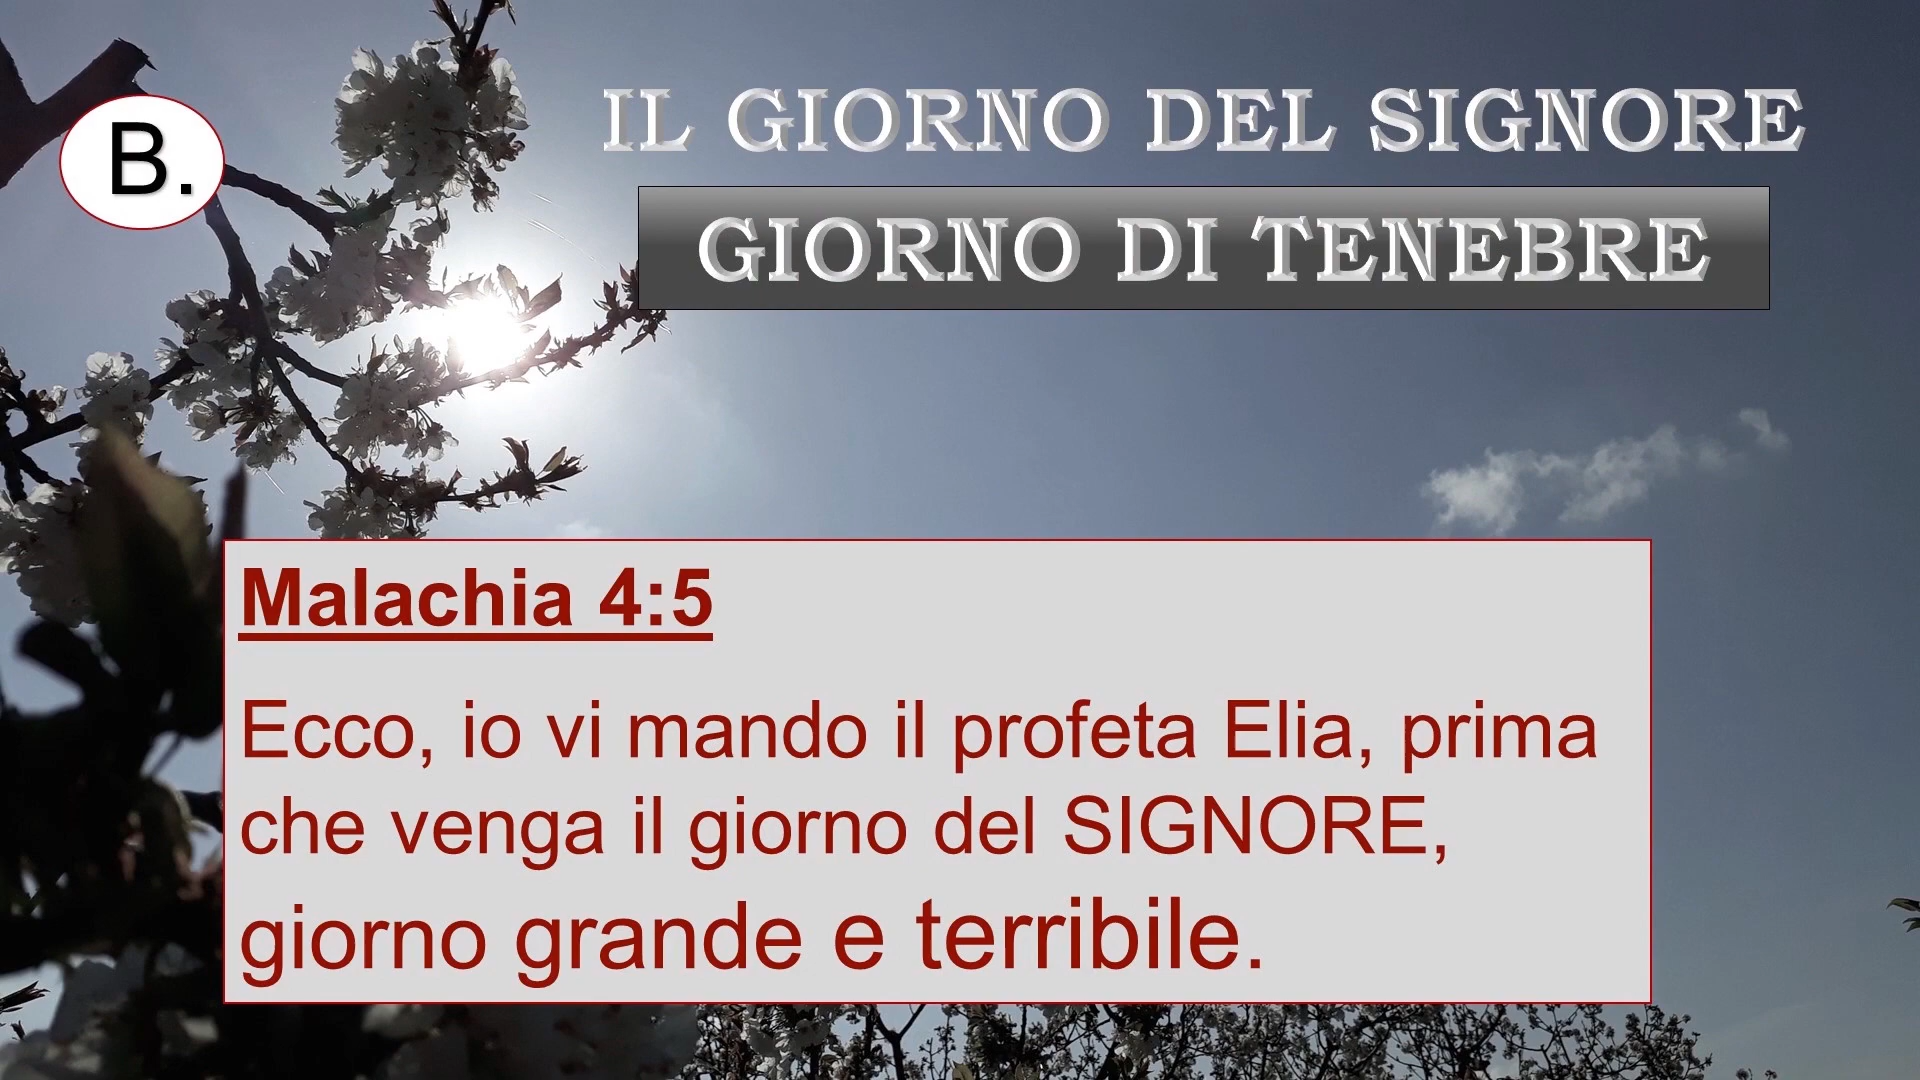 B.
IL GIORNO DEL SIGNORE
GIORNO DI TENEBRE
Malachia 4:5
Ecco, io vi mando il profeta Elia, prima
che venga il giorno del SIGNORE,
giorno grande e terribile.